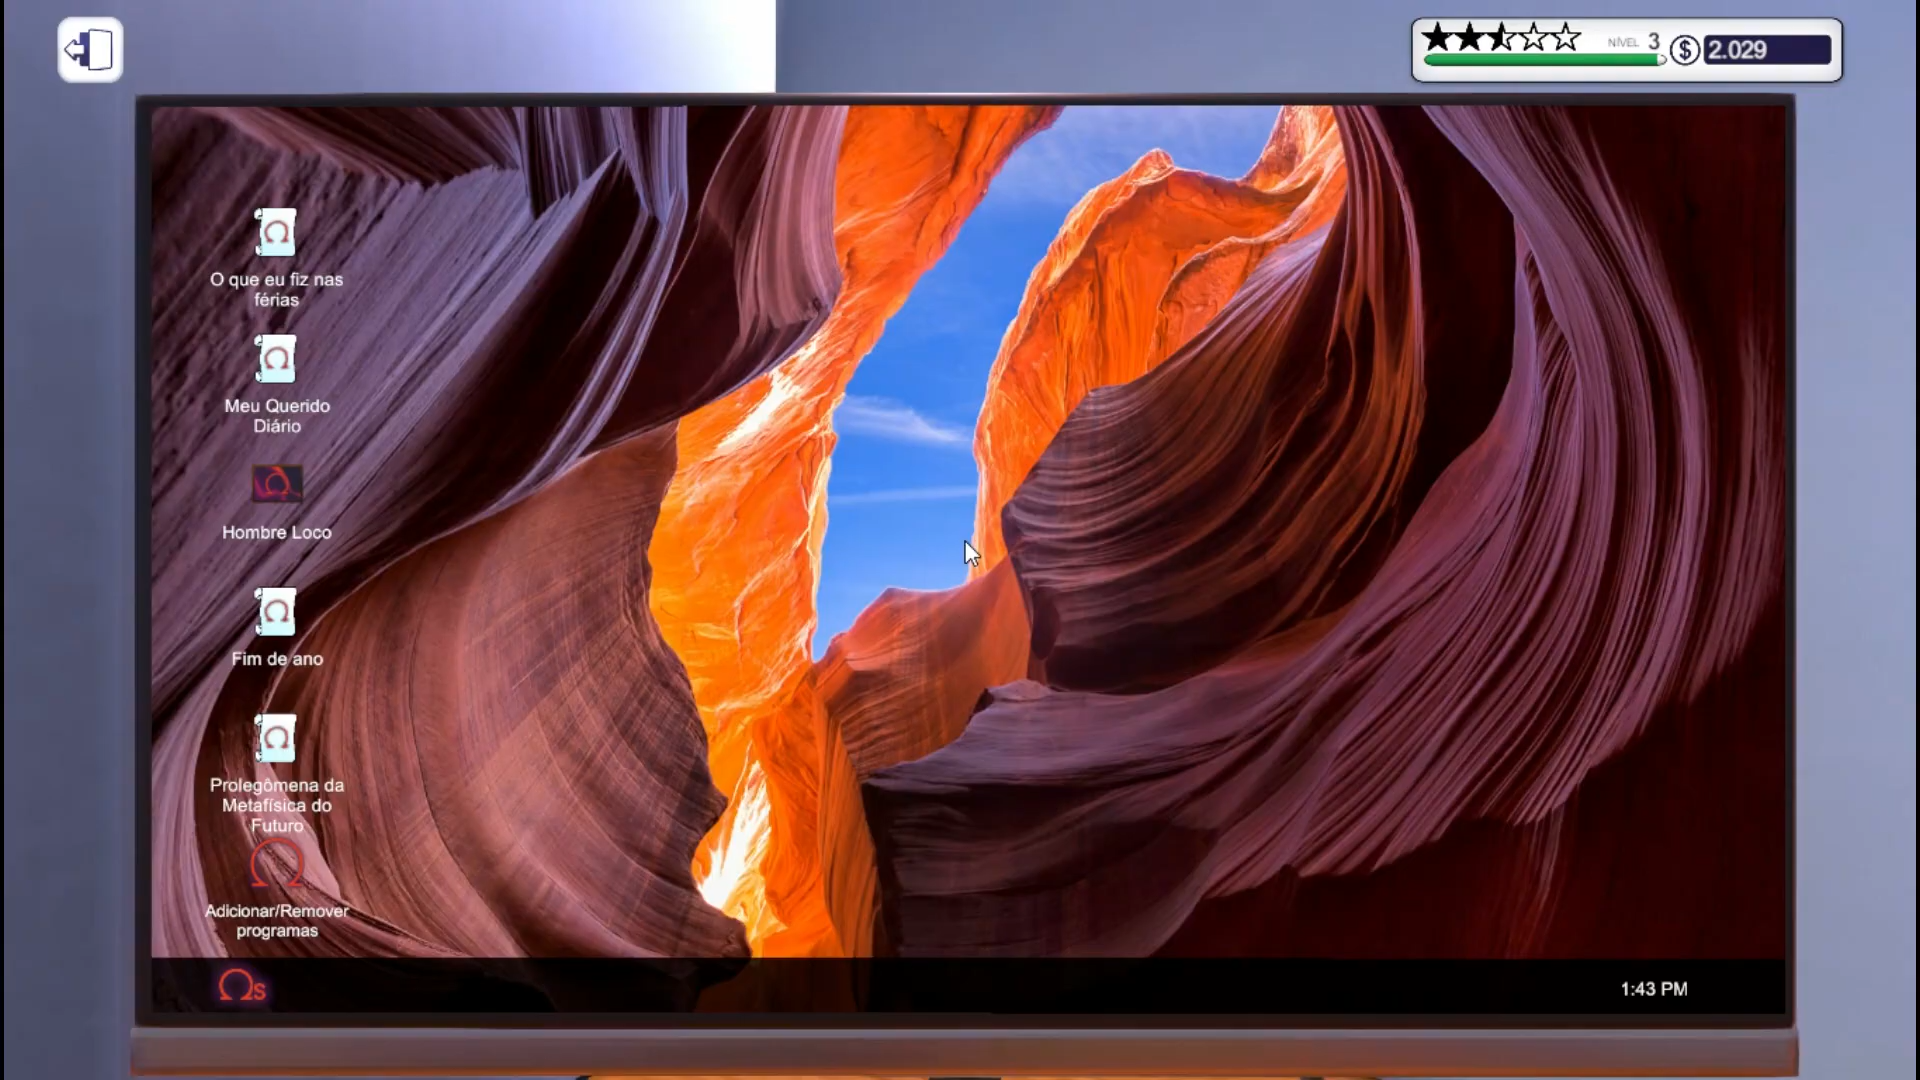 NÍVEL 3
$ 2.029
O que eu fiz nas
férias
Meu Querido
Diário
Hombre Loco
Fim de ano
Prolegômena da
Metafísica do
Futuro
Adicionar/Remover
programas
Ωs
1:43 PM